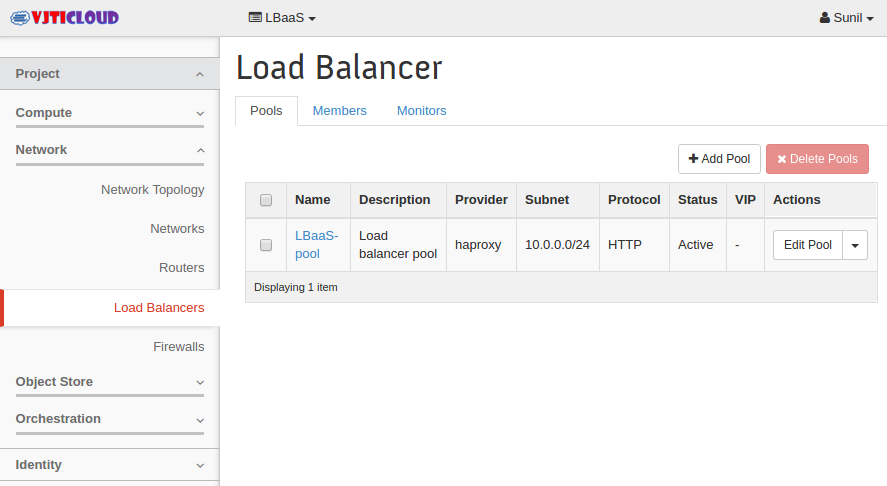 VJTICLOUD
LBaaS
Sunil
Project
Compute
Network
Network Topology
Networks
Routers
Load Balancers
Firewalls
Object Store
Orchestration
Identity
Load Balancer
Pools Members Monitors
Add Pool Delete Pools
Name Description Provider Subnet Protocol Status VIP Actions
LBaaS- Load
pool balancer pool haproxy 10.0.0.0/24 HTTP Active - Edit Pool
Displaying 1 item